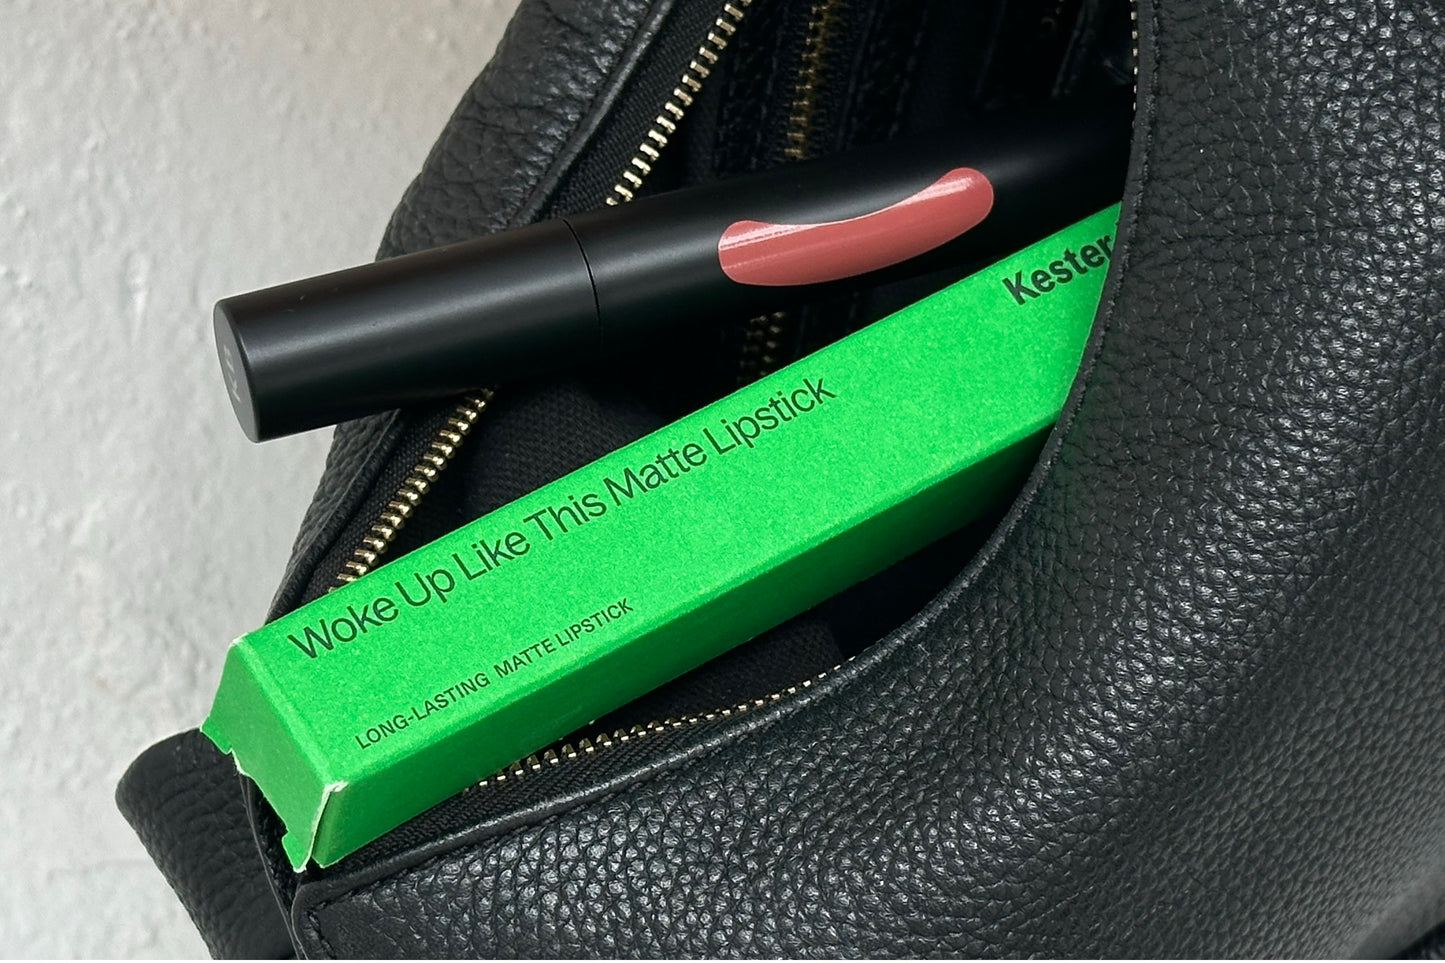 Kester
Woke Up Like This Matte Lipstick
LONG-LASTING MATTE LIPSTICK